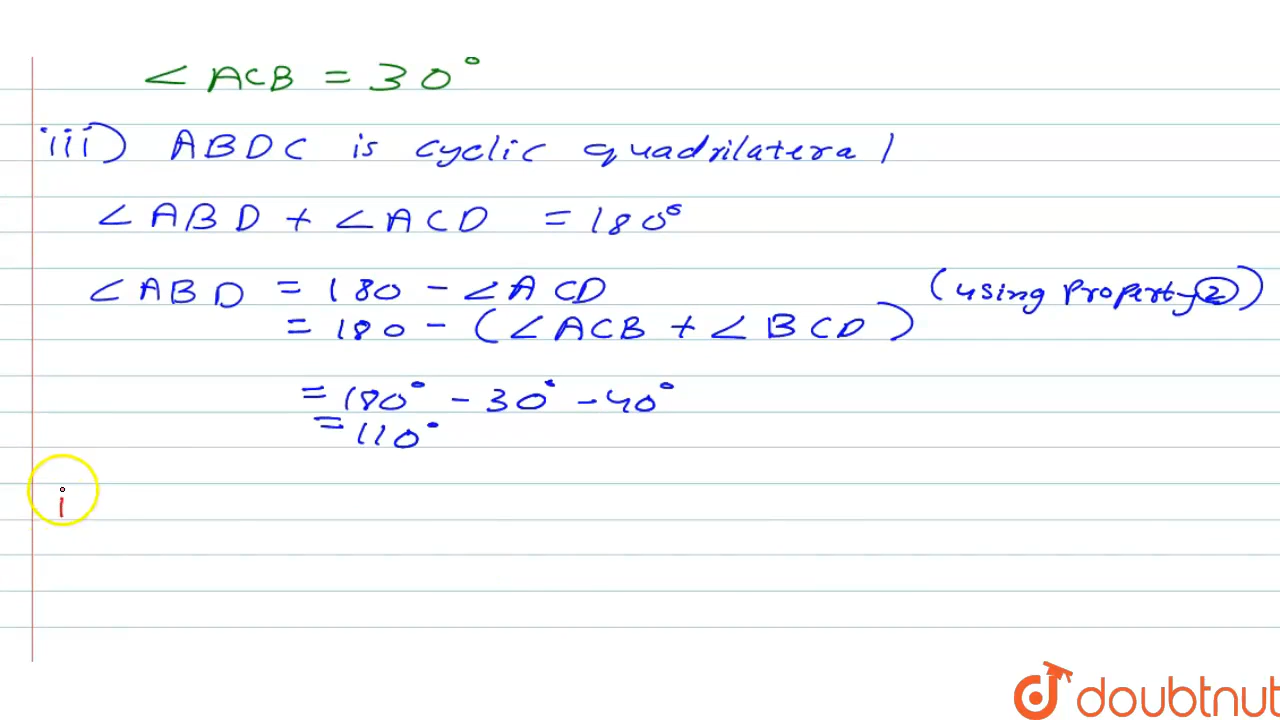 ∠ACB = 30°
iii) ABDC is cyclic quadrilateral
∠ABD + ∠ACD = 180°
∠ABD = 180 - ∠ACD (using Property ②)
= 180 - (∠ACB + ∠BCD)
= 180° - 30° - 40°
= 110°
i
doubtnut